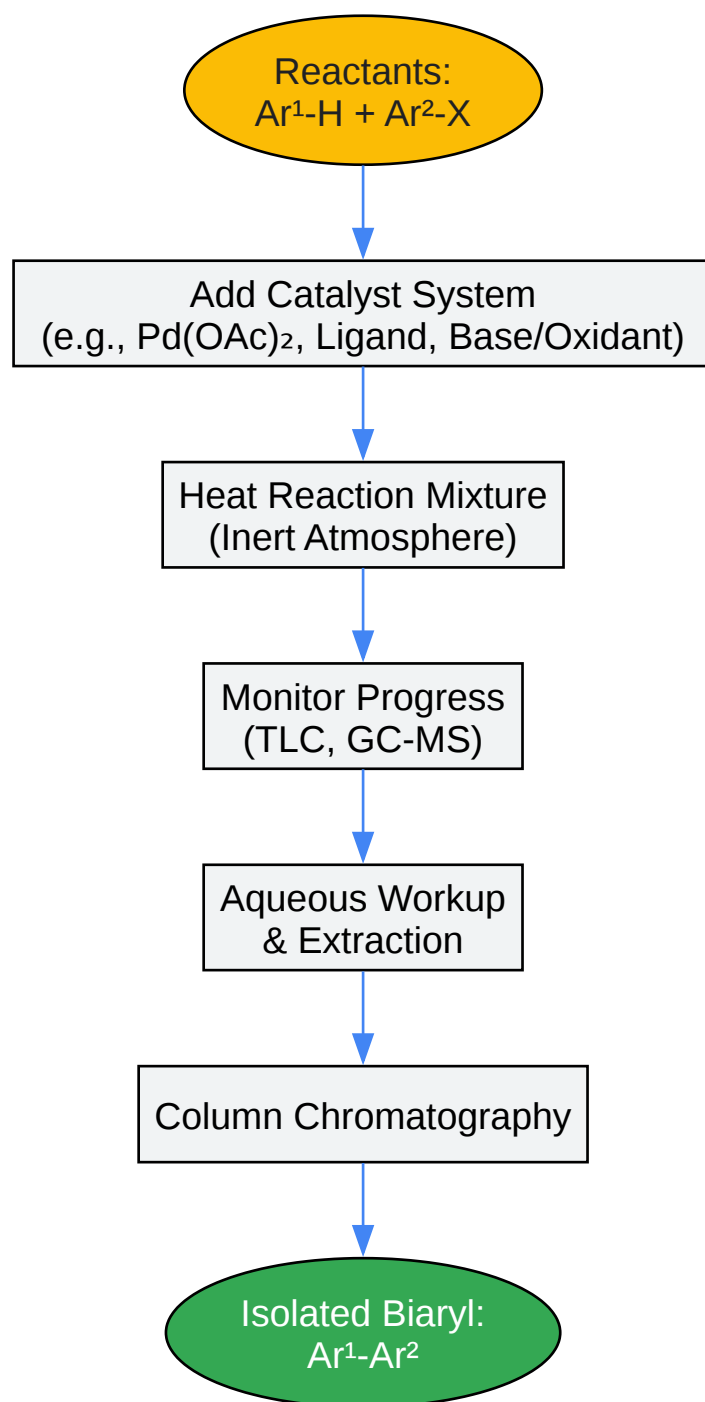 Reactants:
Ar¹-H + Ar²-X
Add Catalyst System
(e.g., Pd(OAc)₂, Ligand, Base/Oxidant)
Heat Reaction Mixture
(Inert Atmosphere)
Monitor Progress
(TLC, GC-MS)
Aqueous Workup
& Extraction
Column Chromatography
Isolated Biaryl:
Ar¹-Ar²